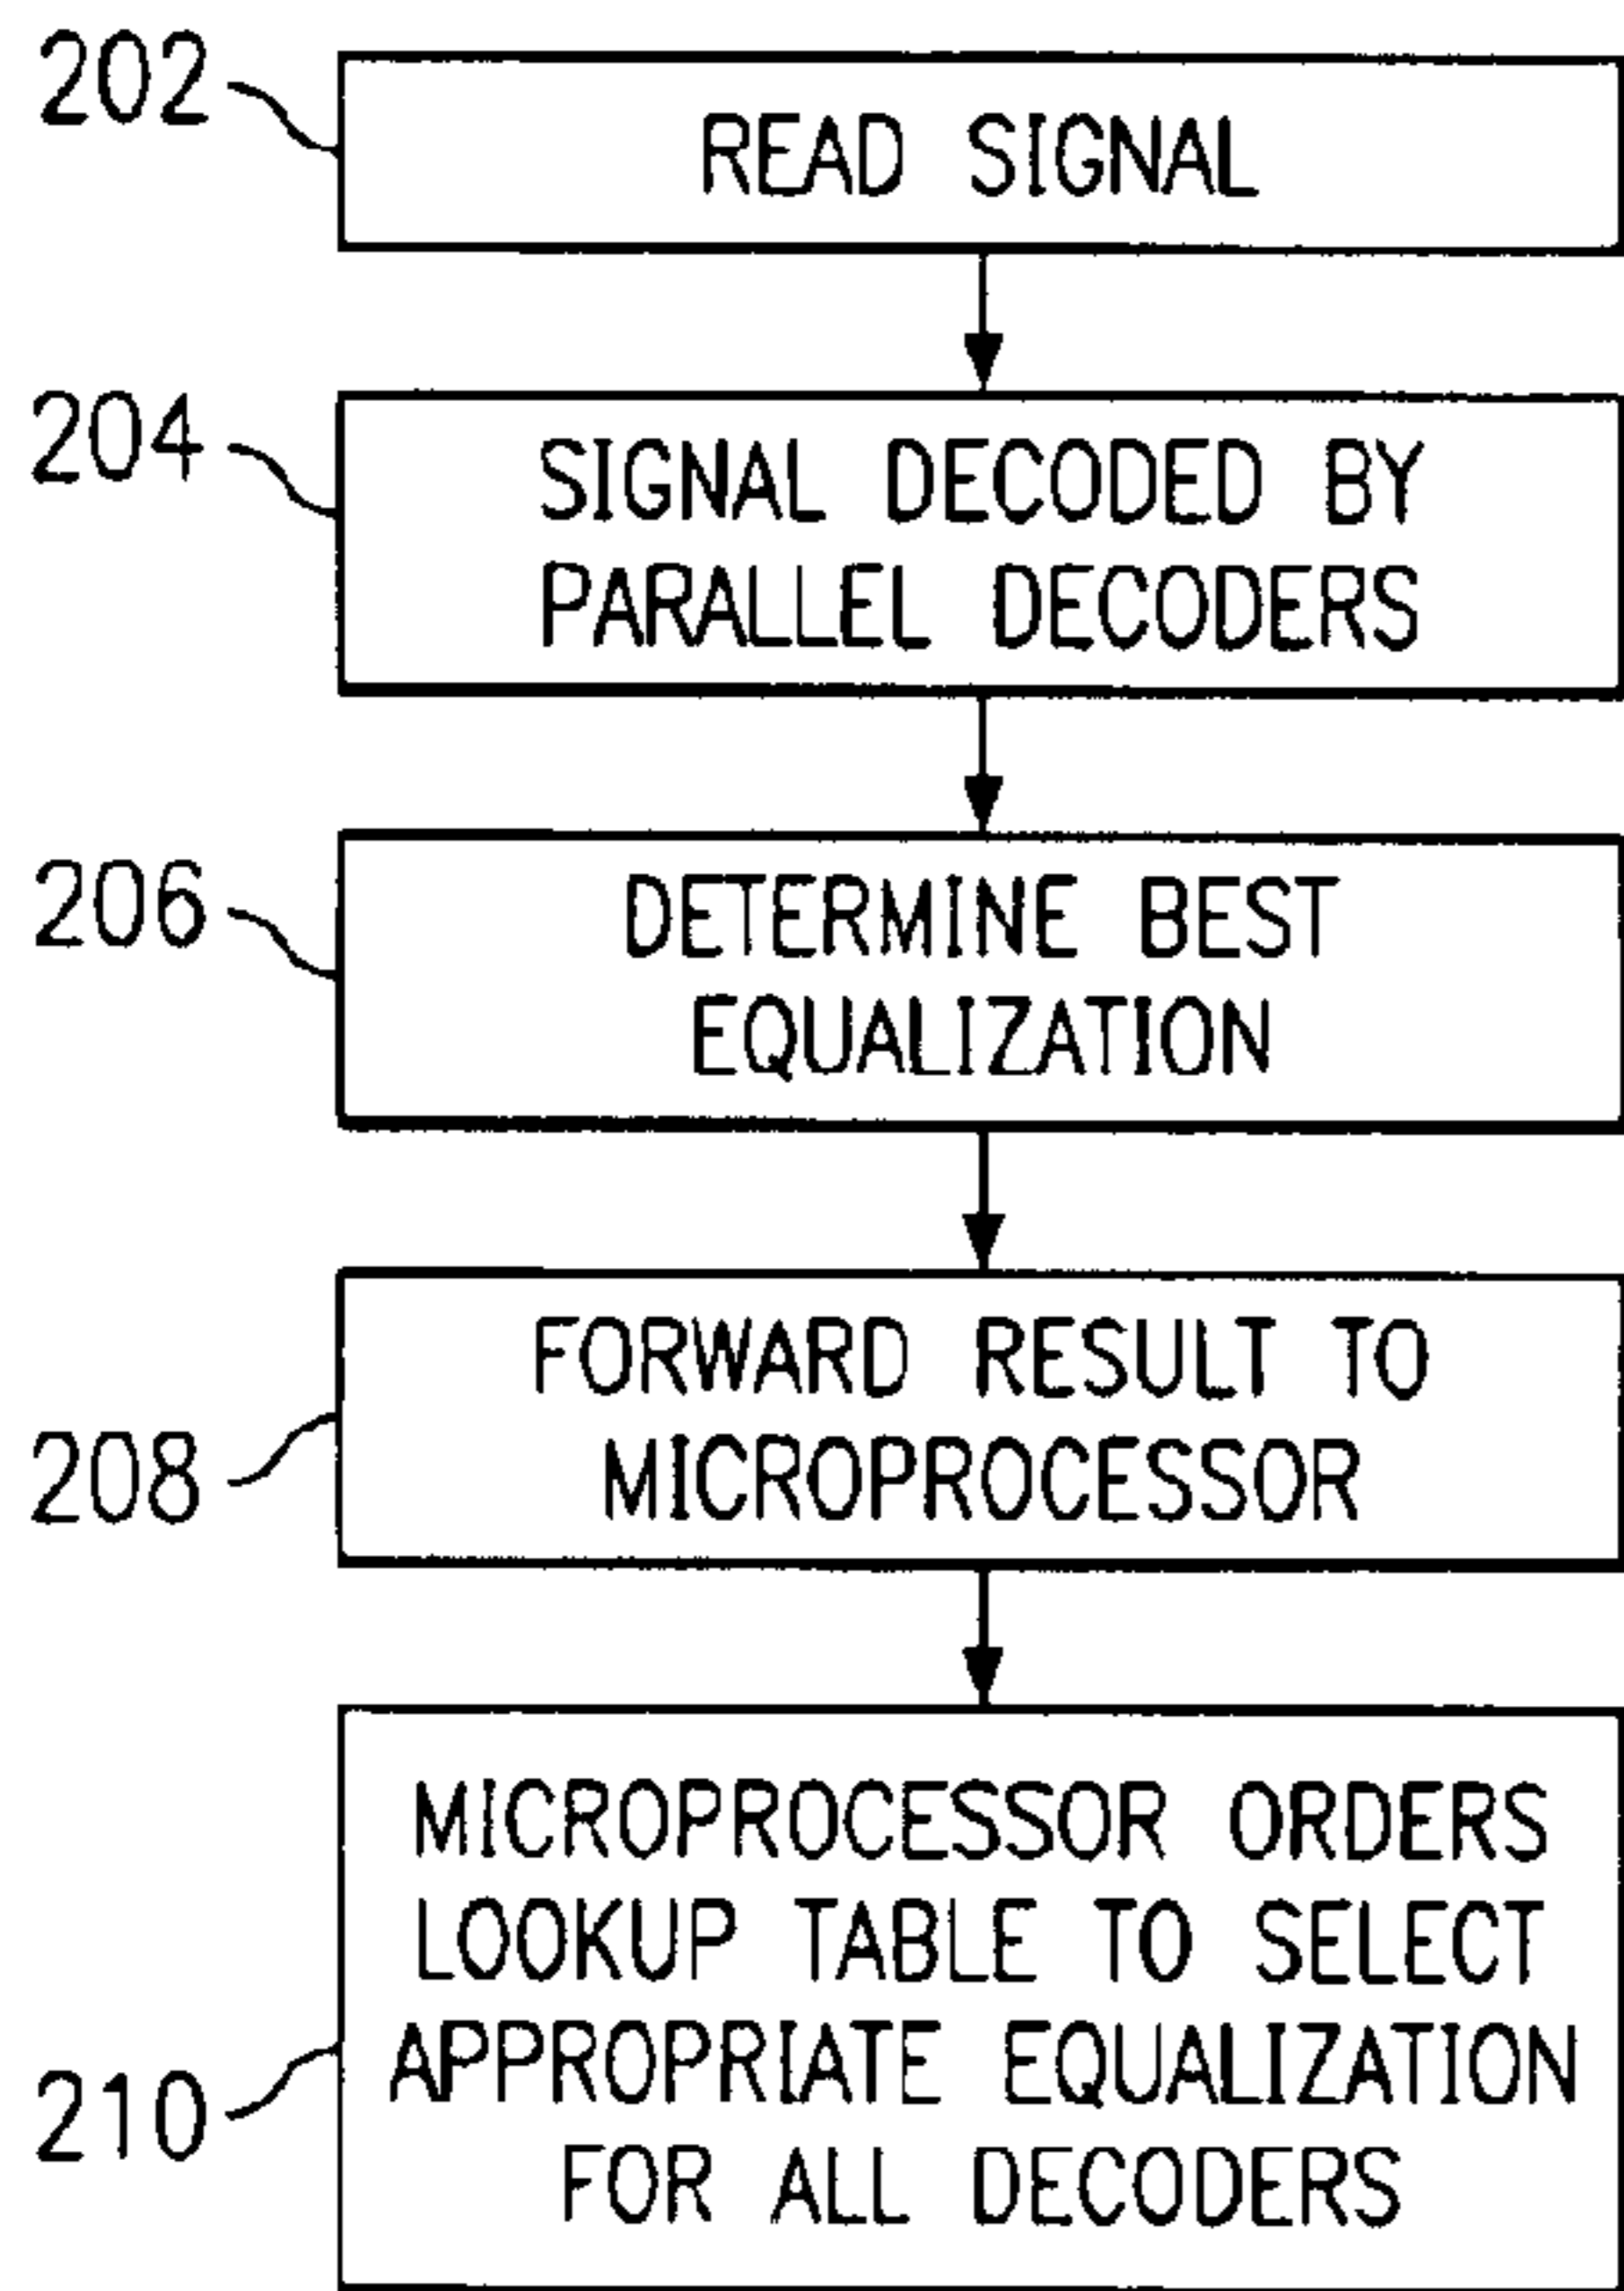 202
READ SIGNAL
204
SIGNAL DECODED BY
PARALLEL DECODERS
206
DETERMINE BEST
EQUALIZATION
FORWARD RESULT TO
MICROPROCESSOR
208
MICROPROCESSOR ORDERS
LOOKUP TABLE TO SELECT
APPROPRIATE EQUALIZATION
FOR ALL DECODERS
210